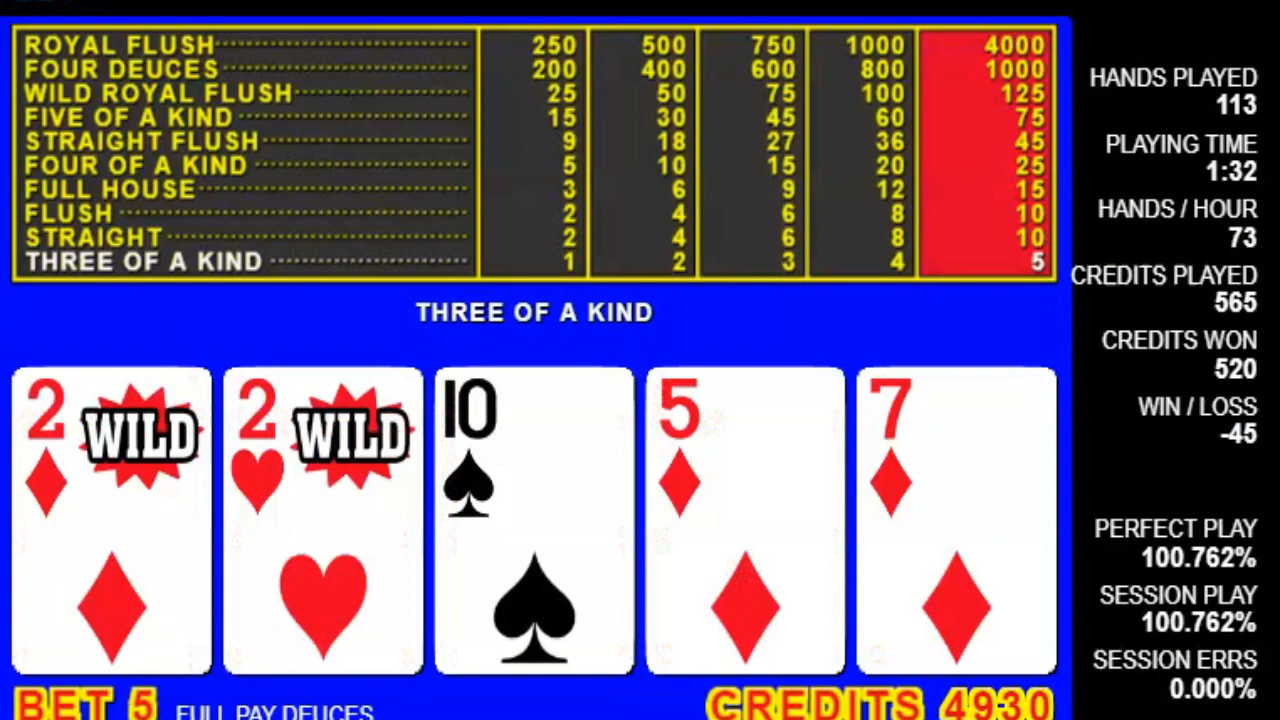 ROYAL FLUSH 250 500 750 1000 4000
FOUR DEUCES 200 400 600 800 1000
WILD ROYAL FLUSH 25 50 75 100 125
FIVE OF A KIND 15 30 45 60 75
STRAIGHT FLUSH 9 18 27 36 45
FOUR OF A KIND 5 10 15 20 25
FULL HOUSE 3 6 9 12 15
FLUSH 2 4 6 8 10
STRAIGHT 2 4 6 8 10
THREE OF A KIND 1 2 3 4 5
THREE OF A KIND
2 WILD 2 WILD 10 5 7
BET 5 FULL PAY DEUCES CREDITS 4930
HANDS PLAYED
113
PLAYING TIME
1:32
HANDS / HOUR
73
CREDITS PLAYED
565
CREDITS WON
520
WIN / LOSS
-45
PERFECT PLAY
100.762%
SESSION PLAY
100.762%
SESSION ERRS
0.000%